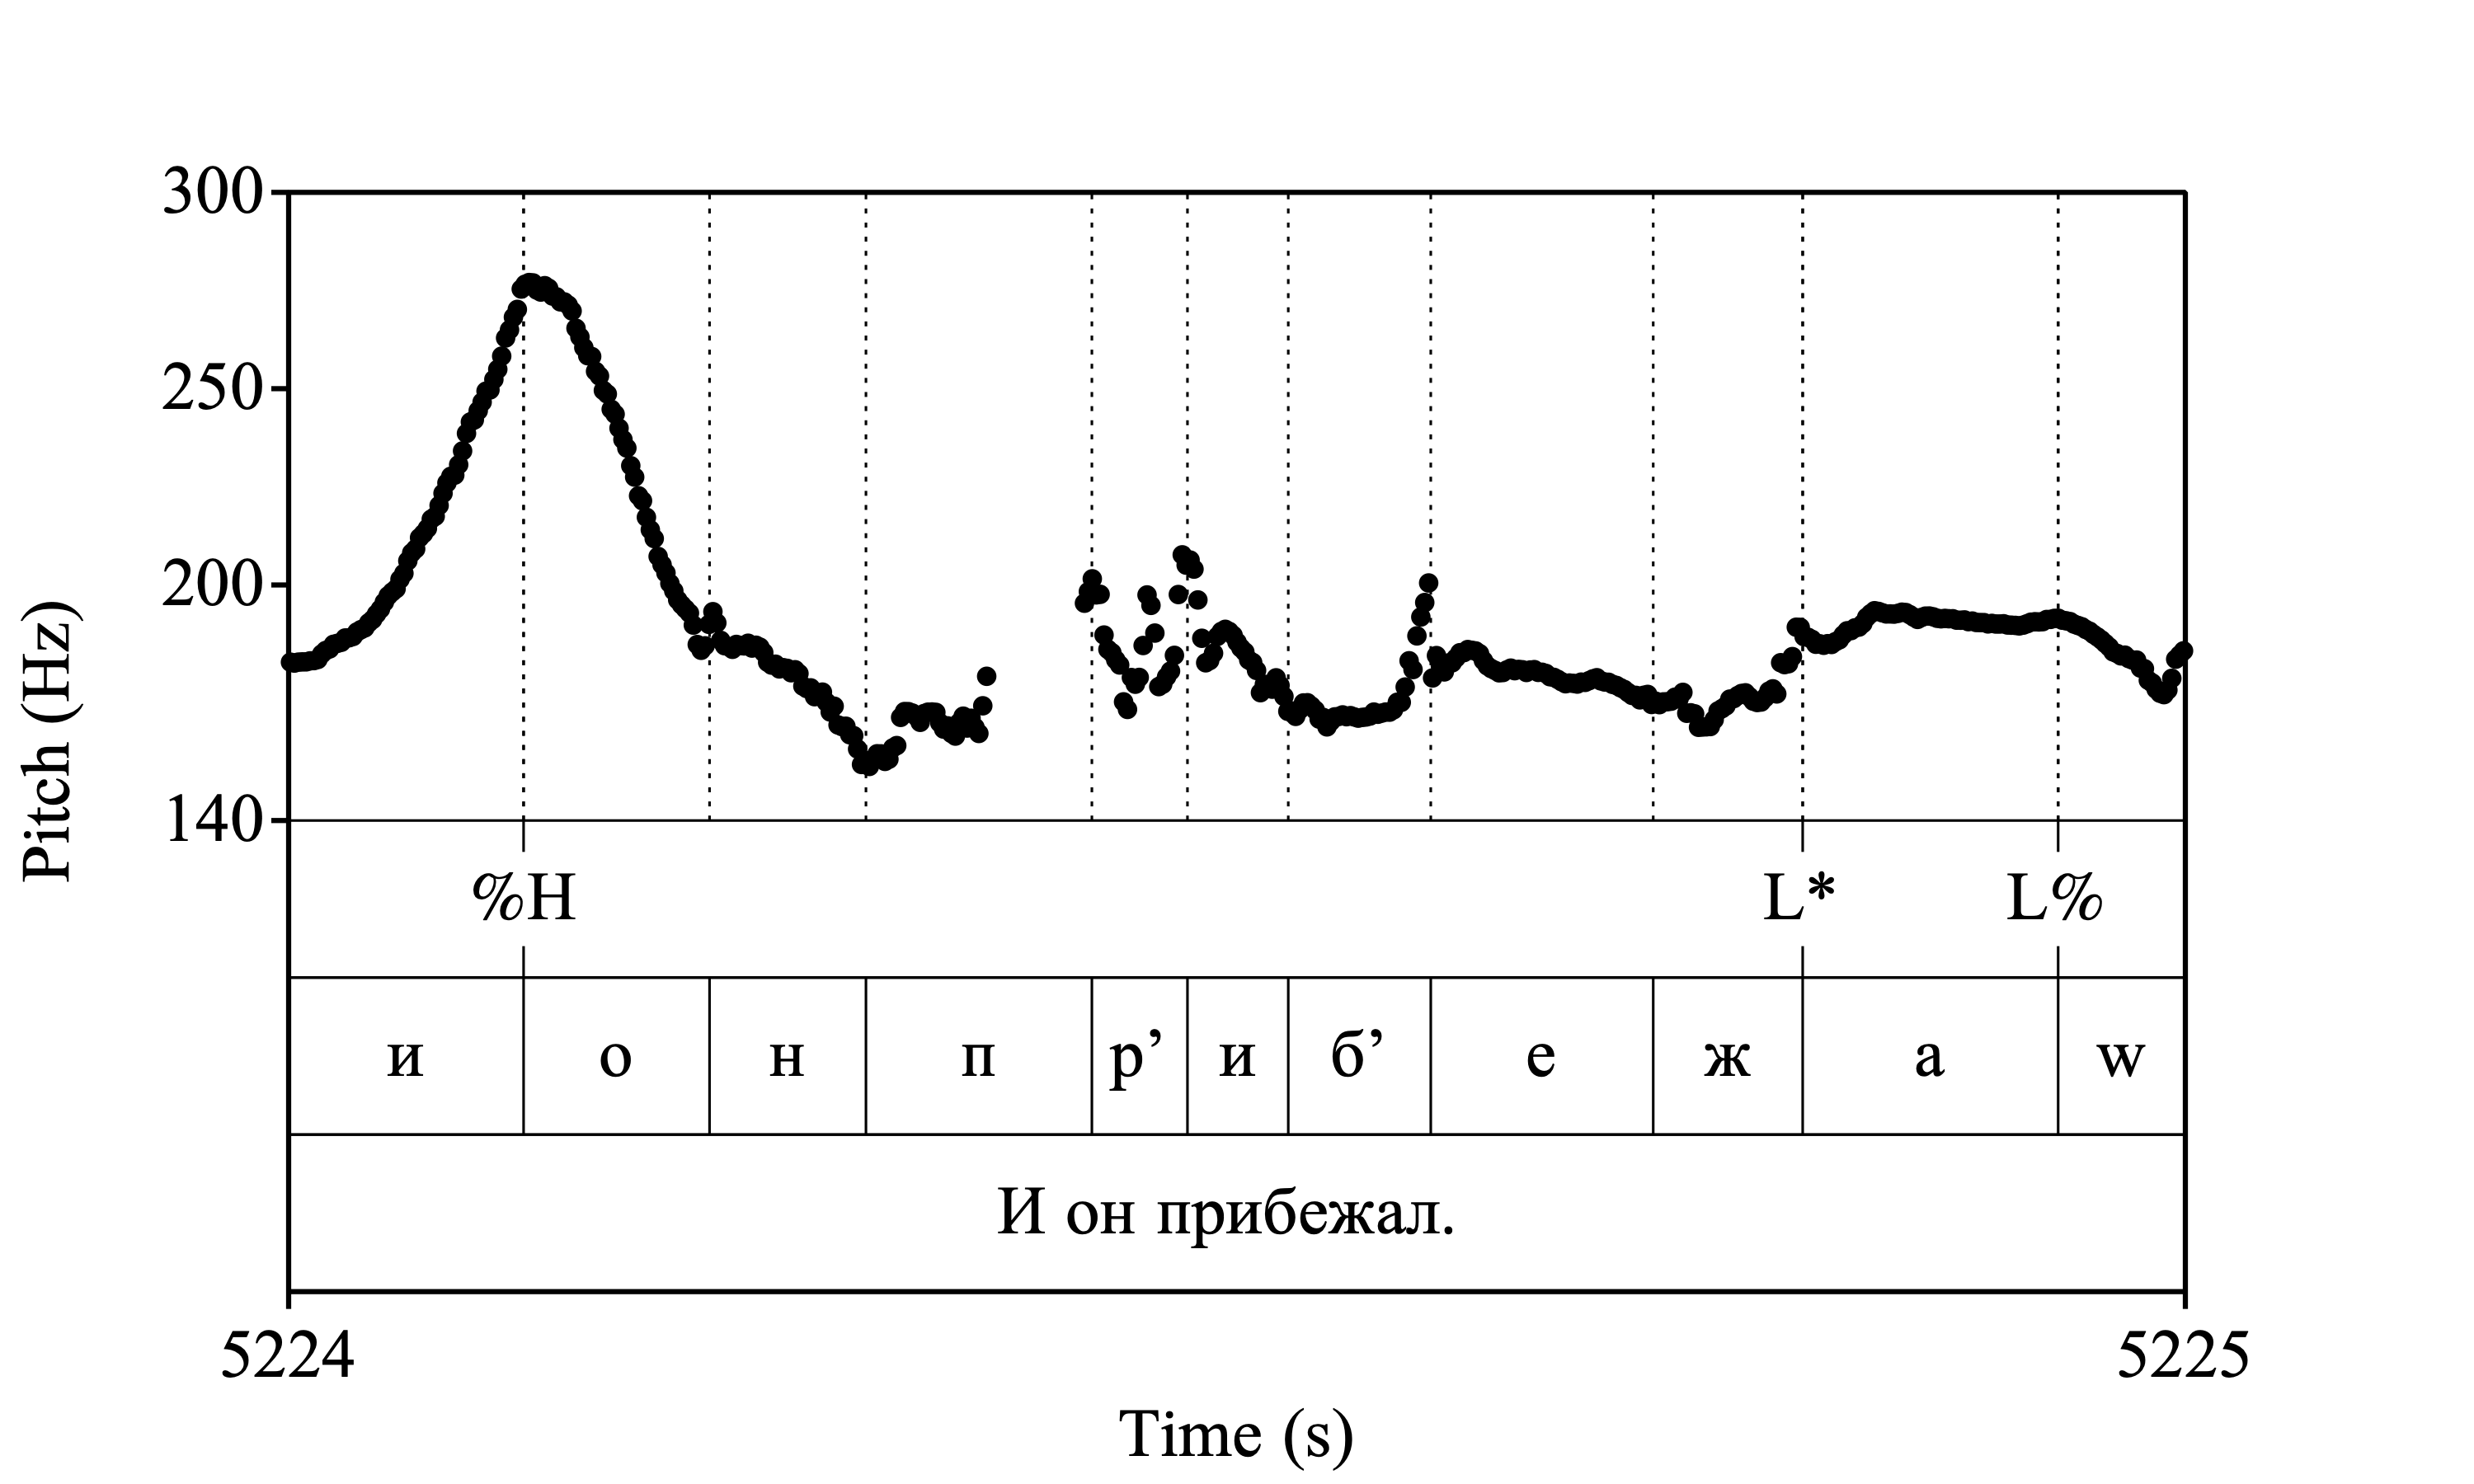 300
250
200
140
Pitch (Hz)
%H L* L%
и о н п р’ и б’ е ж а w
И он прибежал.
5224 5225
Time (s)